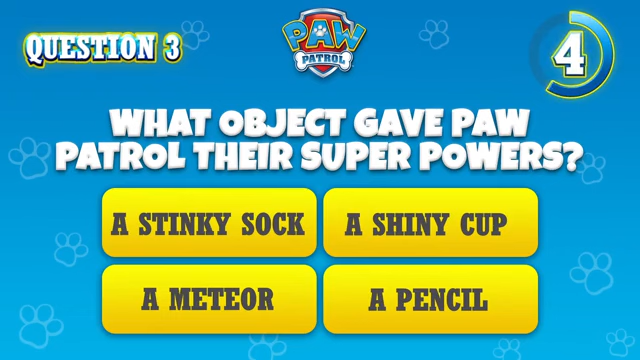 QUESTION 3
PAW
PATROL
4
WHAT OBJECT GAVE PAW
PATROL THEIR SUPER POWERS?
A STINKY SOCK
A SHINY CUP
A METEOR
A PENCIL